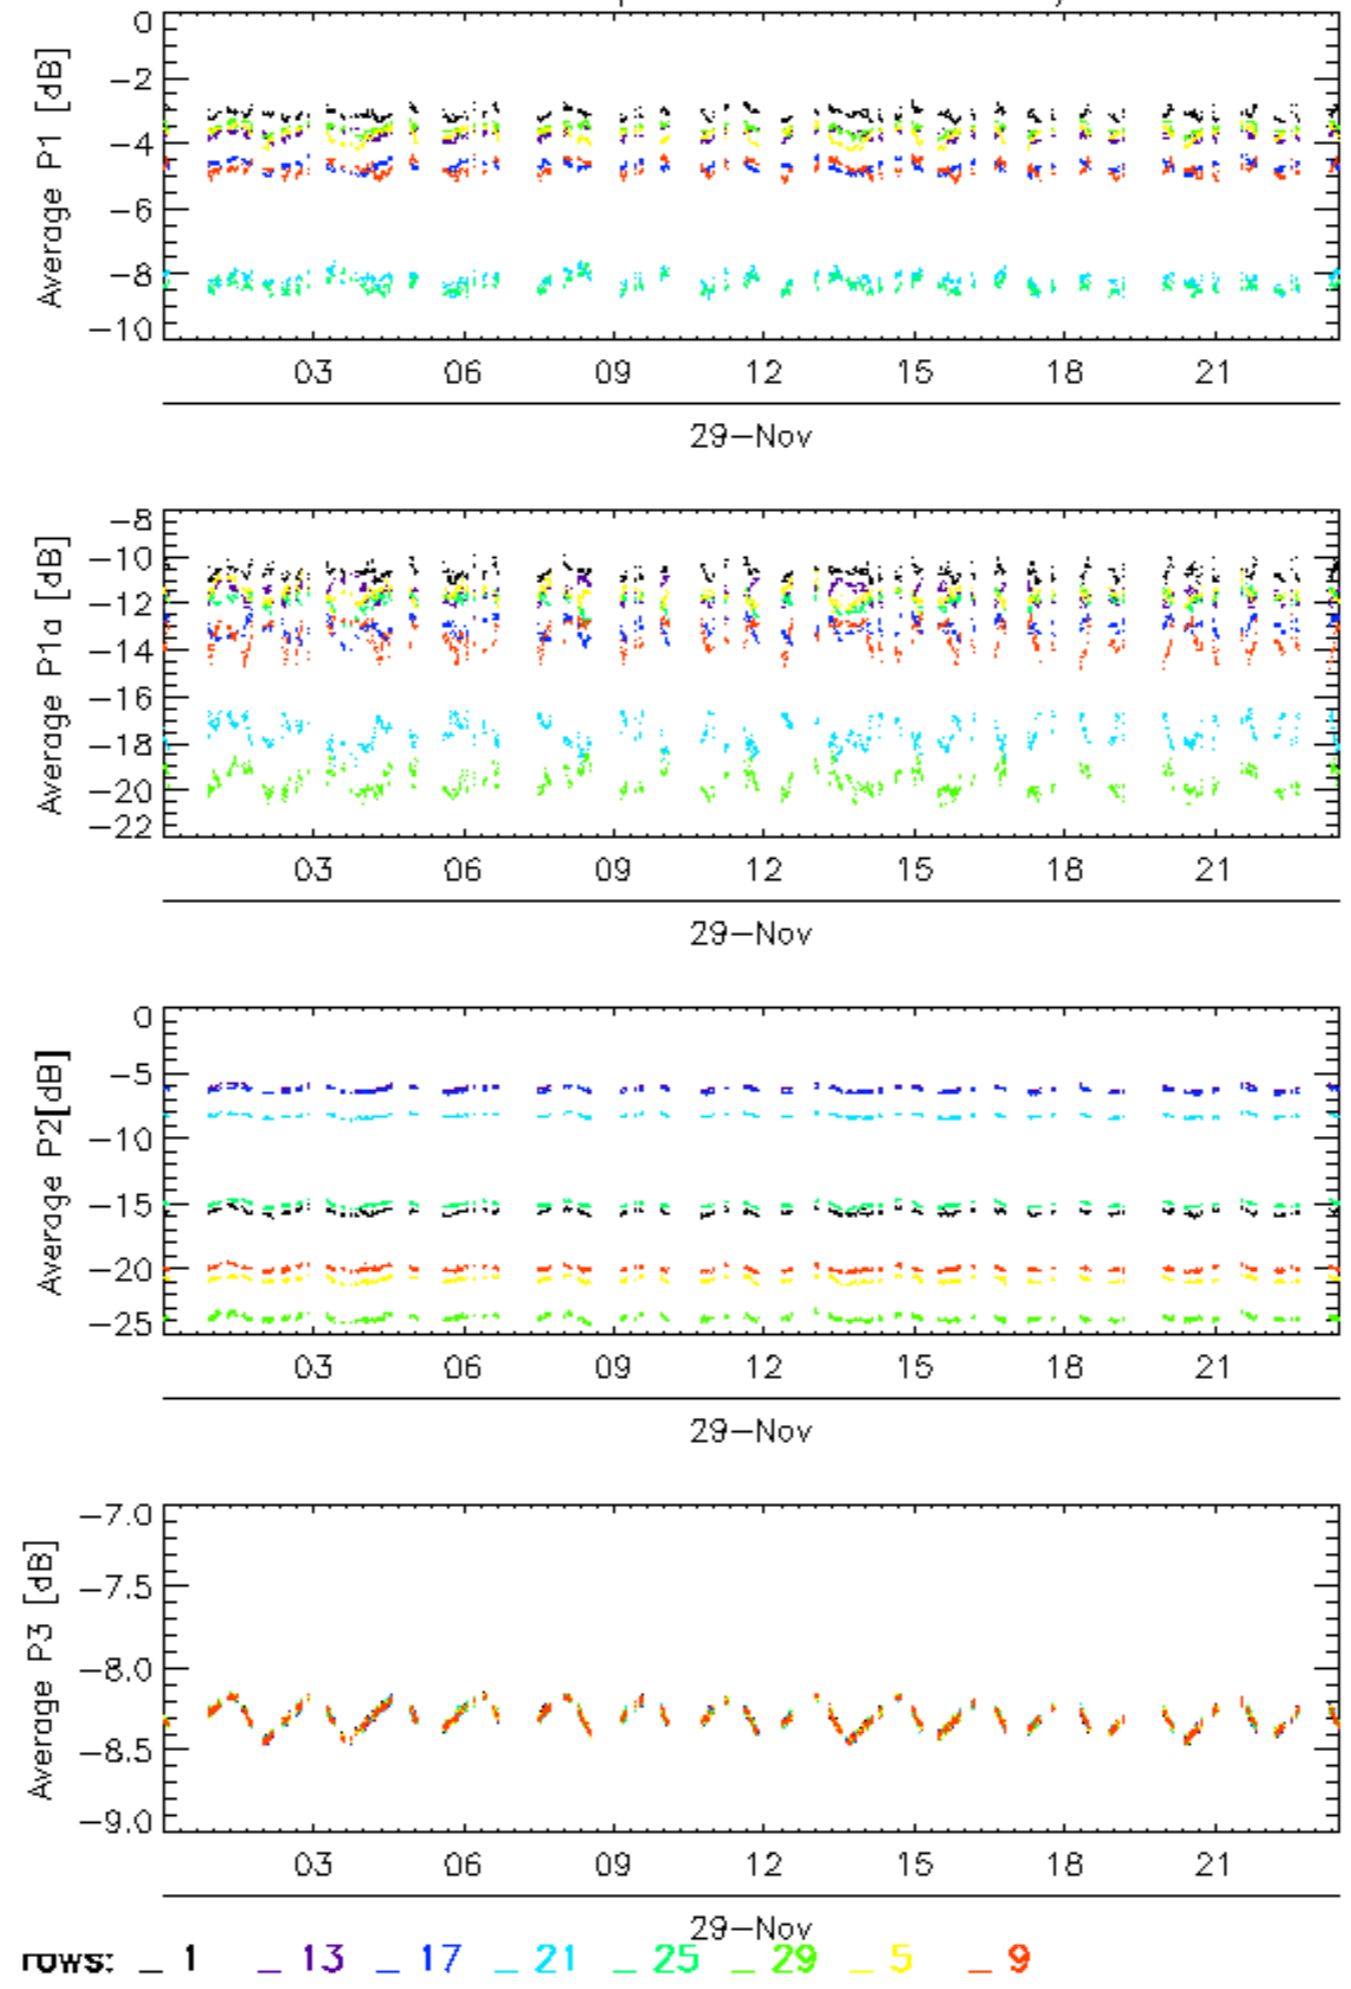 0
−2
−4
−6
−8
−10
Average P1 [dB]
03 06 09 12 15 18 21
29−Nov
−8
−10
−12
−14
−16
−18
−20
−22
Average P1a [dB]
03 06 09 12 15 18 21
29−Nov
0
−5
−10
−15
−20
−25
Average P2[dB]
03 06 09 12 15 18 21
29−Nov
−7.0
−7.5
−8.0
−8.5
−9.0
Average P3 [dB]
03 06 09 12 15 18 21
29−Nov
rows: _ 1 _ 13 _ 17 _ 21 _ 25 _ 29 _ 5 _ 9